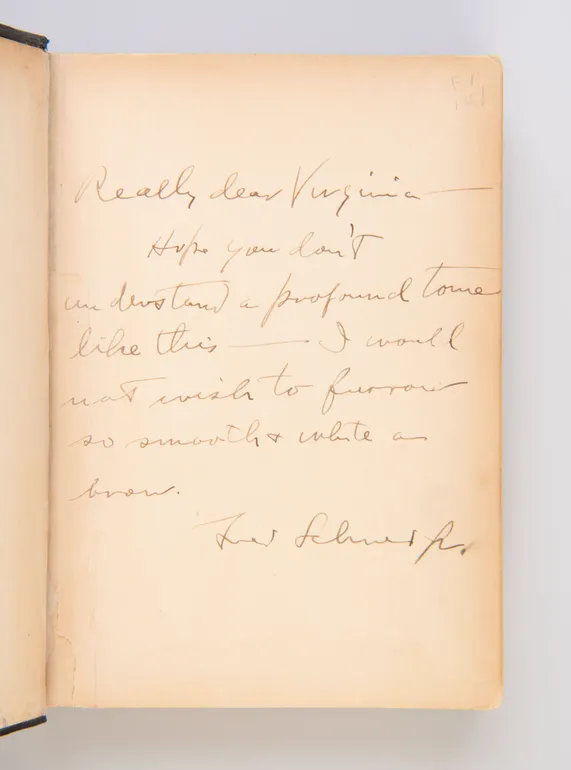 Really dear Virginia —
Hope you don't
understand a profound tome
like this — I would
not wish to furrow
so smooth & white a
brow.
Fred Schwed Jr.